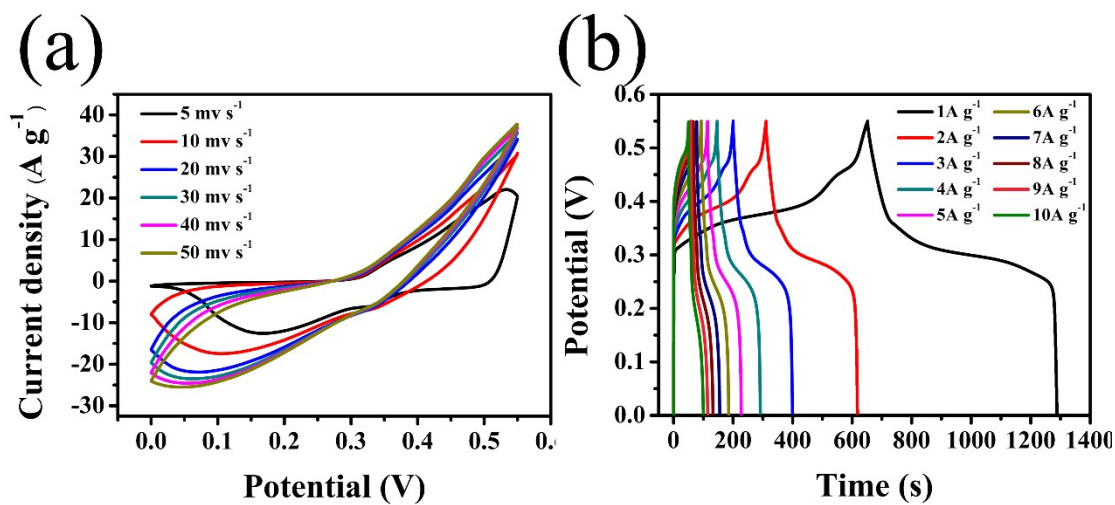 (a)
Current density (A g⁻¹)
40
30
20
10
0
-10
-20
-30
5 mv s⁻¹
10 mv s⁻¹
20 mv s⁻¹
30 mv s⁻¹
40 mv s⁻¹
50 mv s⁻¹
0.0 0.1 0.2 0.3 0.4 0.5 0.
Potential (V)
(b)
Potential (V)
0.6
0.5
0.4
0.3
0.2
0.1
0.0
1A g⁻¹ 6A g⁻¹
2A g⁻¹ 7A g⁻¹
3A g⁻¹ 8A g⁻¹
4A g⁻¹ 9A g⁻¹
5A g⁻¹ 10A g⁻¹
0 200 400 600 800 1000 1200 1400
Time (s)